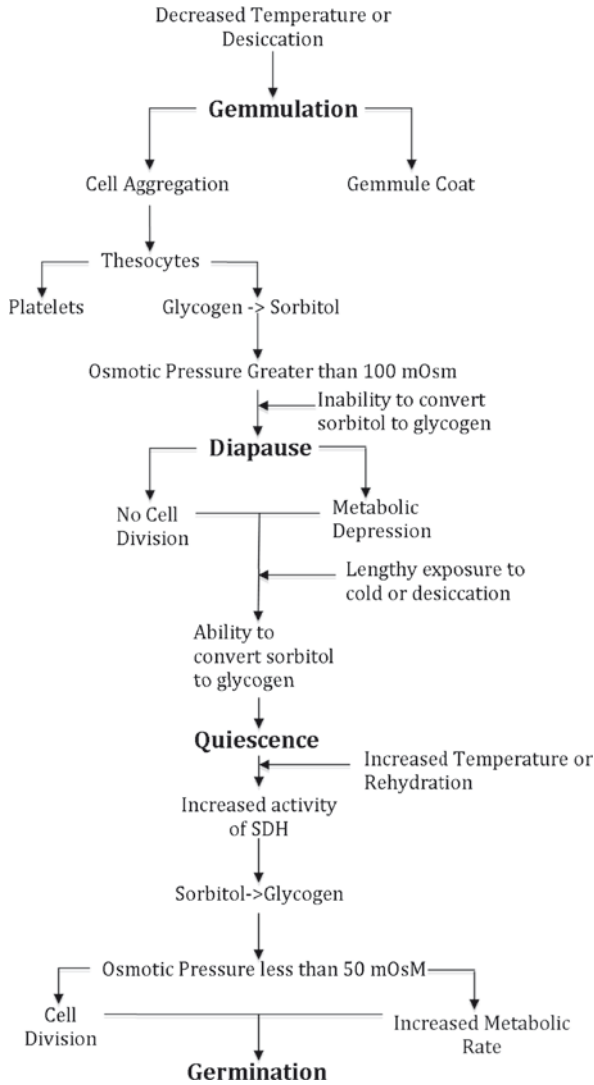 Decreased Temperature or
Desiccation
Gemmulation
Cell Aggregation
Gemmule Coat
Thesocytes
Platelets
Glycogen -> Sorbitol
Osmotic Pressure Greater than 100 mOsm
Inability to convert
sorbitol to glycogen
Diapause
No Cell
Division
Metabolic
Depression
Lengthy exposure to
cold or desiccation
Ability to
convert sorbitol
to glycogen
Quiescence
Increased Temperature or
Rehydration
Increased activity
of SDH
Sorbitol->Glycogen
Osmotic Pressure less than 50 mOsM
Cell
Division
Increased Metabolic
Rate
Germination